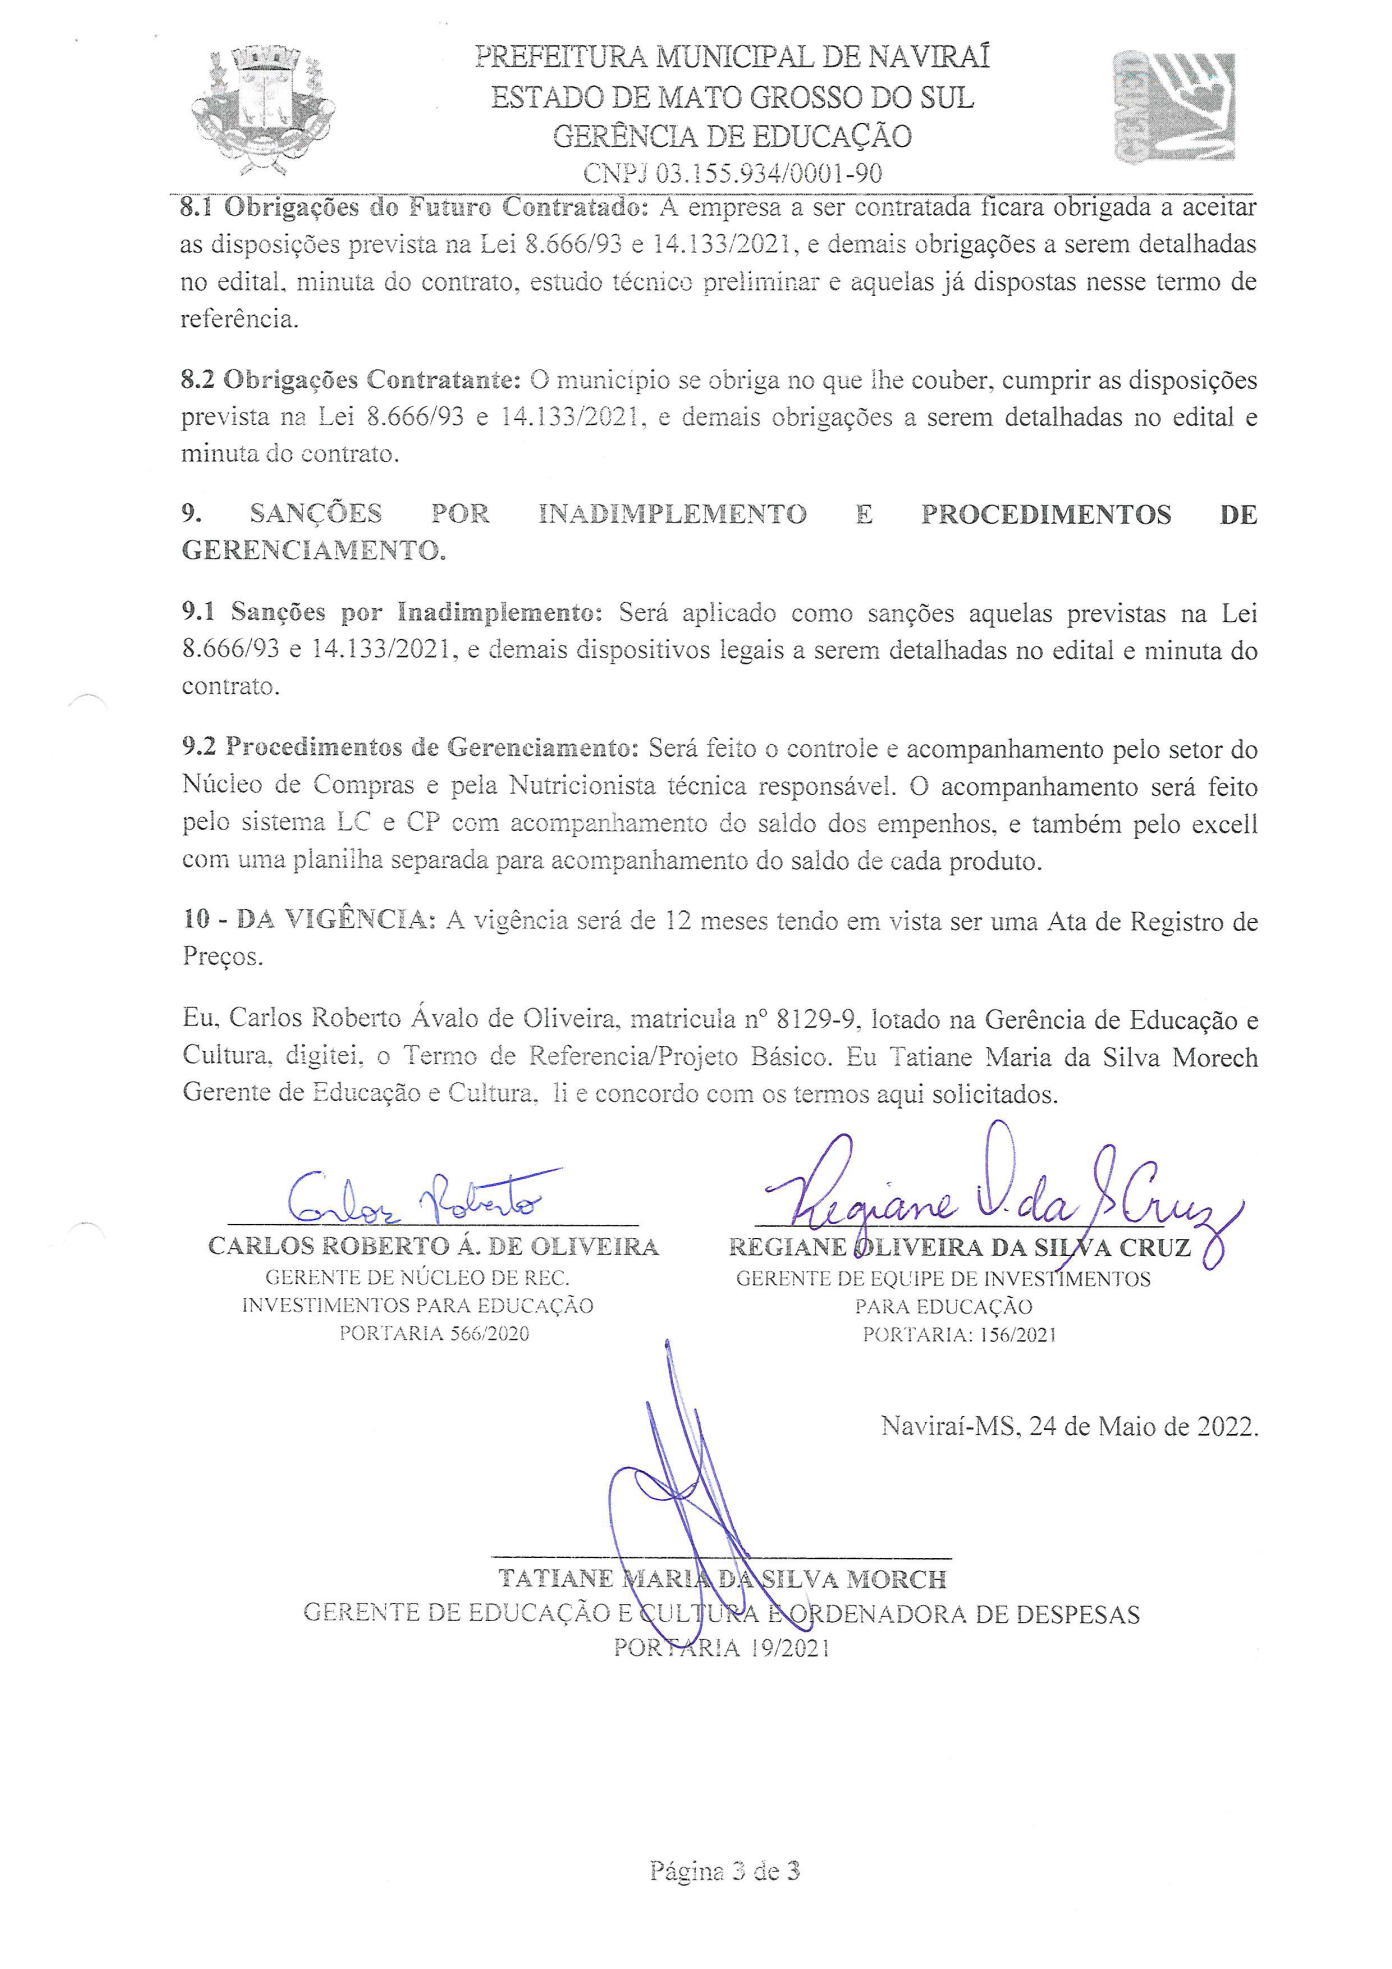 PREFEITURA MUNICIPAL DE NAVIRAÍ
ESTADO DE MATO GROSSO DO SUL
GERÊNCIA DE EDUCAÇÃO
CNPJ 03.155.934/0001-90
GEMED
8.1 Obrigações do Futuro Contratado: A empresa a ser contratada ficara obrigada a aceitar
as disposições prevista na Lei 8.666/93 e 14.133/2021, e demais obrigações a serem detalhadas
no edital, minuta do contrato, estudo técnico preliminar e aquelas já dispostas nesse termo de
referência.
8.2 Obrigações Contratante: O município se obriga no que lhe couber, cumprir as disposições
prevista na Lei 8.666/93 e 14.133/2021, e demais obrigações a serem detalhadas no edital e
minuta do contrato.
9. SANÇÕES POR INADIMPLEMENTO E PROCEDIMENTOS DE
GERENCIAMENTO.
9.1 Sanções por Inadimplemento: Será aplicado como sanções aquelas previstas na Lei
8.666/93 e 14.133/2021, e demais dispositivos legais a serem detalhadas no edital e minuta do
contrato.
9.2 Procedimentos de Gerenciamento: Será feito o controle e acompanhamento pelo setor do
Núcleo de Compras e pela Nutricionista técnica responsável. O acompanhamento será feito
pelo sistema LC e CP com acompanhamento do saldo dos empenhos, e também pelo excell
com uma planilha separada para acompanhamento do saldo de cada produto.
10 - DA VIGÊNCIA: A vigência será de 12 meses tendo em vista ser uma Ata de Registro de
Preços.
Eu, Carlos Roberto Ávalo de Oliveira, matricula nº 8129-9, lotado na Gerência de Educação e
Cultura, digitei, o Termo de Referencia/Projeto Básico. Eu Tatiane Maria da Silva Morech
Gerente de Educação e Cultura, li e concordo com os termos aqui solicitados.
Carlos Roberto
CARLOS ROBERTO Á. DE OLIVEIRA
GERENTE DE NÚCLEO DE REC.
INVESTIMENTOS PARA EDUCAÇÃO
PORTARIA 566/2020
Regiane O. da S Cruz
REGIANE OLIVEIRA DA SILVA CRUZ
GERENTE DE EQUIPE DE INVESTIMENTOS
PARA EDUCAÇÃO
PORTARIA: 156/2021
Naviraí-MS, 24 de Maio de 2022.
TATIANE MARIA DA SILVA MORCH
GERENTE DE EDUCAÇÃO E CULTURA E ORDENADORA DE DESPESAS
PORTARIA 19/2021
Página 3 de 3